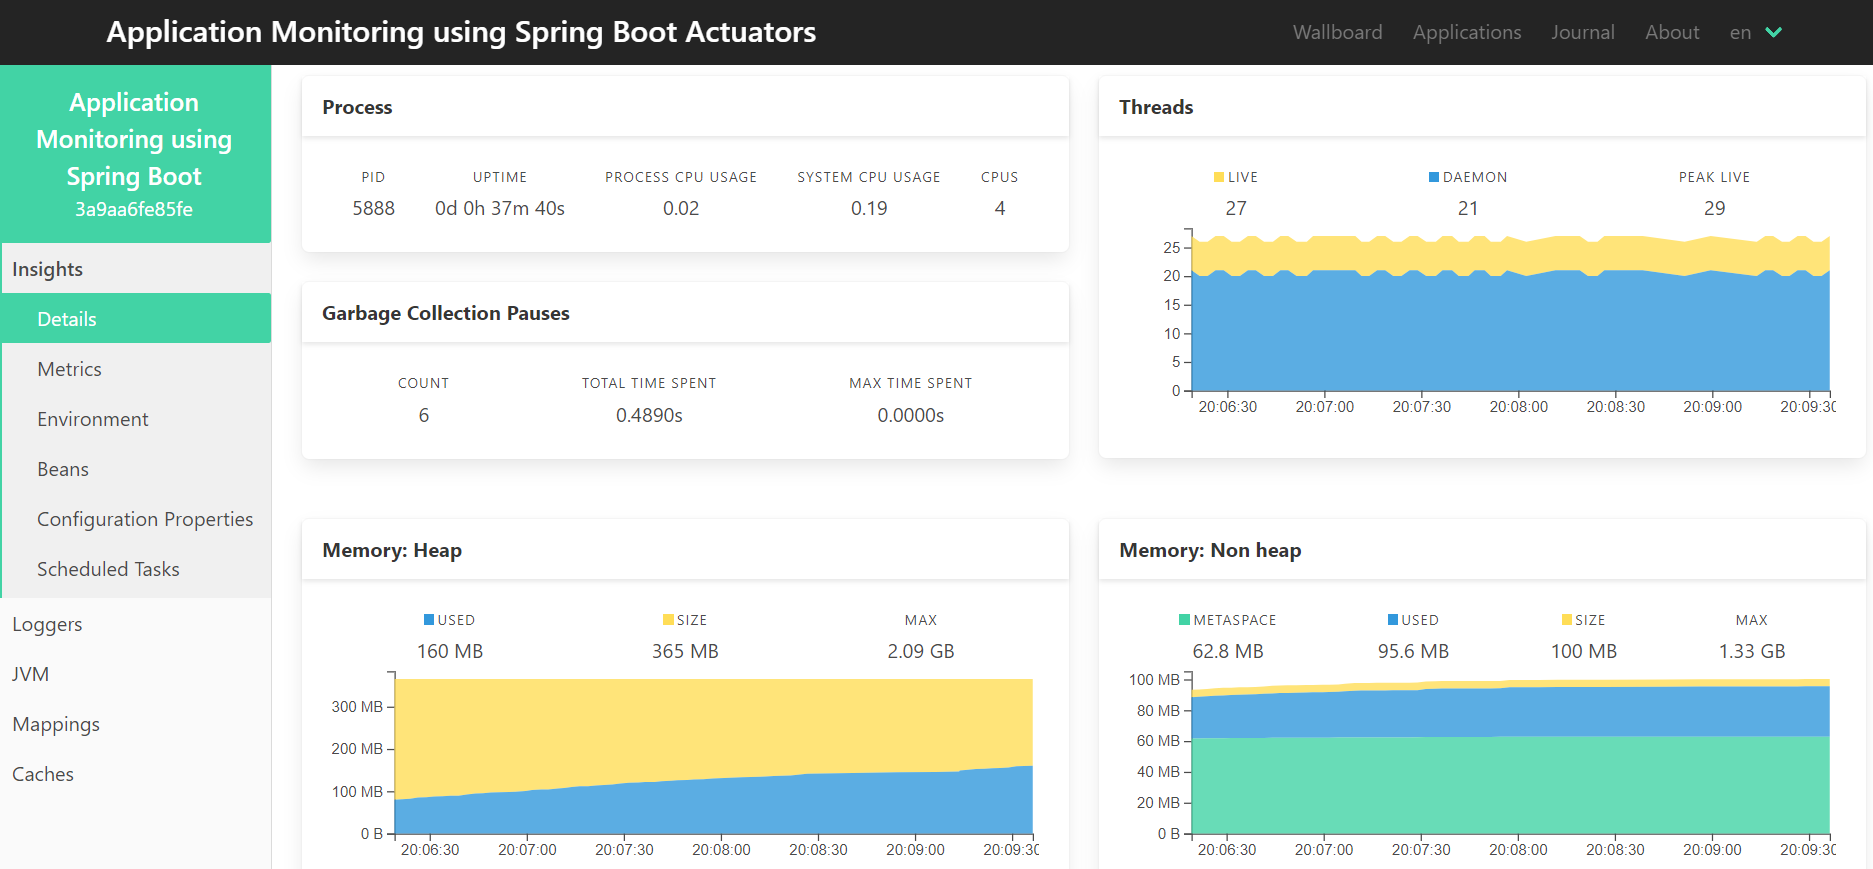 Application Monitoring using Spring Boot Actuators
Wallboard Applications Journal About en
Application
Monitoring using
Spring Boot
3a9aa6fe85fe
Insights
Details
Metrics
Environment
Beans
Configuration Properties
Scheduled Tasks
Loggers
JVM
Mappings
Caches
Process
PID UPTIME PROCESS CPU USAGE SYSTEM CPU USAGE CPUS
5888 0d 0h 37m 40s 0.02 0.19 4
Garbage Collection Pauses
COUNT TOTAL TIME SPENT MAX TIME SPENT
6 0.4890s 0.0000s
Threads
LIVE DAEMON PEAK LIVE
27 21 29
25
20
15
10
5
0
20:06:30 20:07:00 20:07:30 20:08:00 20:08:30 20:09:00 20:09:30
Memory: Heap
USED SIZE MAX
160 MB 365 MB 2.09 GB
300 MB
200 MB
100 MB
0 B
20:06:30 20:07:00 20:07:30 20:08:00 20:08:30 20:09:00 20:09:30
Memory: Non heap
METASPACE USED SIZE MAX
62.8 MB 95.6 MB 100 MB 1.33 GB
100 MB
80 MB
60 MB
40 MB
20 MB
0 B
20:06:30 20:07:00 20:07:30 20:08:00 20:08:30 20:09:00 20:09:30